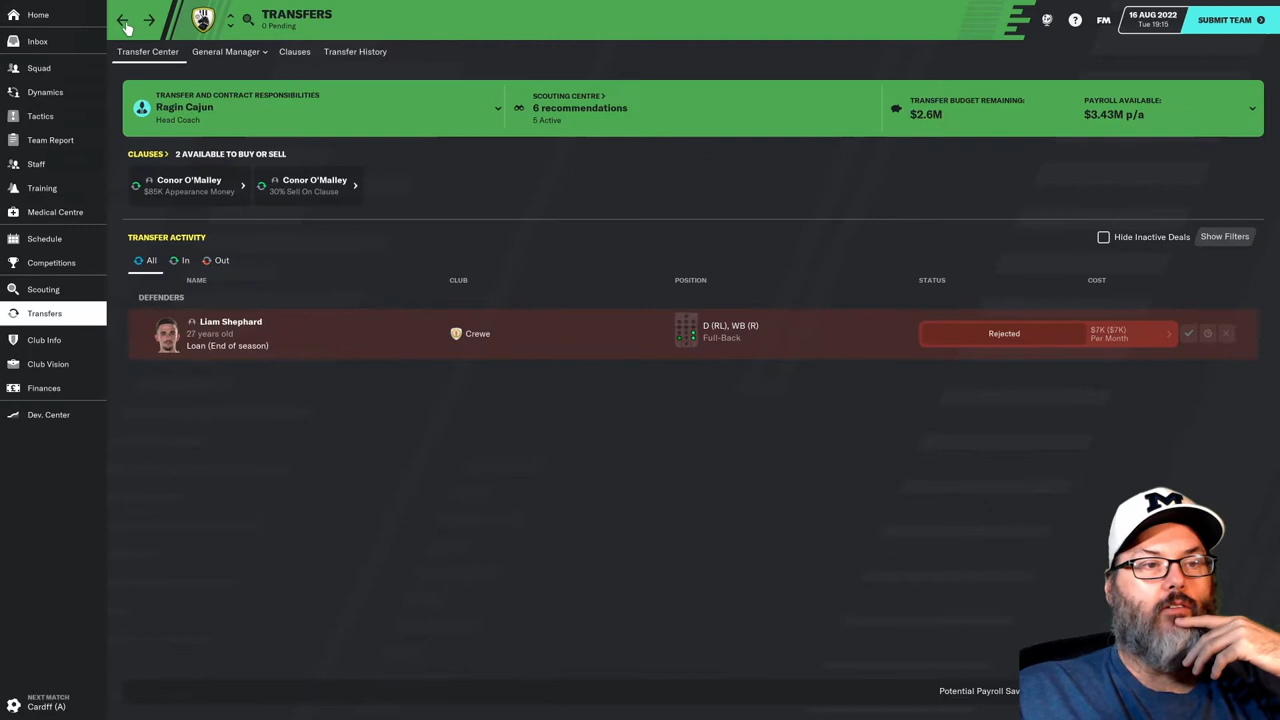 Home
TRANSFERS
0 Pending
FM
16 AUG 2022
Tue 19:15
SUBMIT TEAM
Inbox
Squad
Dynamics
Tactics
Team Report
Staff
Training
Medical Centre
Schedule
Competitions
Scouting
Transfers
Club Info
Club Vision
Finances
Dev. Center
NEXT MATCH
Cardff (A)
Transfer Center
General Manager
Clauses
Transfer History
TRANSFER AND CONTRACT RESPONSIBILITIES
Ragin Cajun
Head Coach
SCOUTING CENTRE >
6 recommendations
5 Active
TRANSFER BUDGET REMAINING:
$2.6M
PAYROLL AVAILABLE:
$3.43M p/a
CLAUSES > 2 AVAILABLE TO BUY OR SELL
Conor O'Malley
$85K Appearance Money
Conor O'Malley
30% Sell On Clause
TRANSFER ACTIVITY
Hide Inactive Deals
Show Filters
All
In
Out
NAME
CLUB
POSITION
STATUS
COST
DEFENDERS
Liam Shephard
27 years old
Loan (End of season)
Crewe
D (RL), WB (R)
Full-Back
Rejected
$7K ($7K)
Per Month
Potential Payroll Sav
M